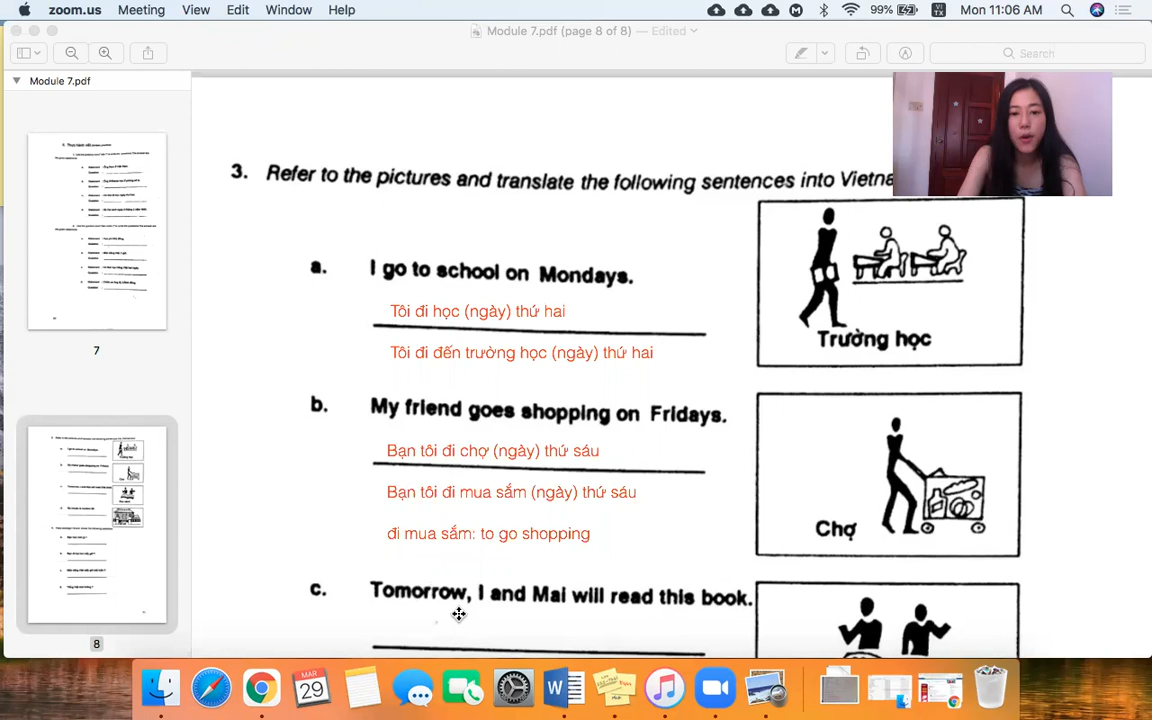 zoom.us Meeting View Edit Window Help 99% VI TX Mon 11:06 AM
Module 7.pdf (page 8 of 8) — Edited
Search
Module 7.pdf
7
8
3. Refer to the pictures and translate the following sentences into Vietna
a. I go to school on Mondays.
Tôi đi học (ngày) thứ hai
Tôi đi đến trường học (ngày) thứ hai
Trường học
b. My friend goes shopping on Fridays.
Bạn tôi đi chợ (ngày) thứ sáu
Bạn tôi đi mua sắm (ngày) thứ sáu
đi mua sắm: to go shopping
Chợ
c. Tomorrow, I and Mai will read this book.
MAR
29